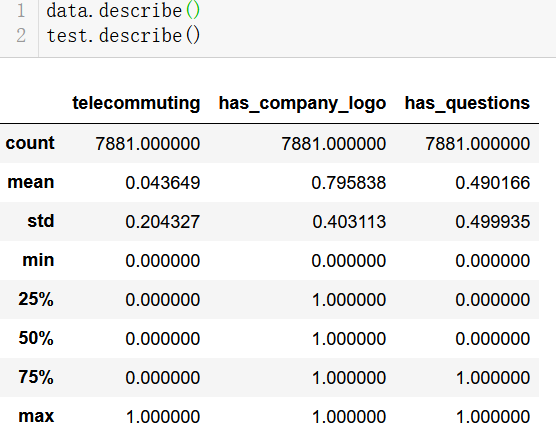 1 data.describe()
2 test.describe()
telecommuting has_company_logo has_questions
count 7881.000000 7881.000000 7881.000000
mean 0.043649 0.795838 0.490166
std 0.204327 0.403113 0.499935
min 0.000000 0.000000 0.000000
25% 0.000000 1.000000 0.000000
50% 0.000000 1.000000 0.000000
75% 0.000000 1.000000 1.000000
max 1.000000 1.000000 1.000000